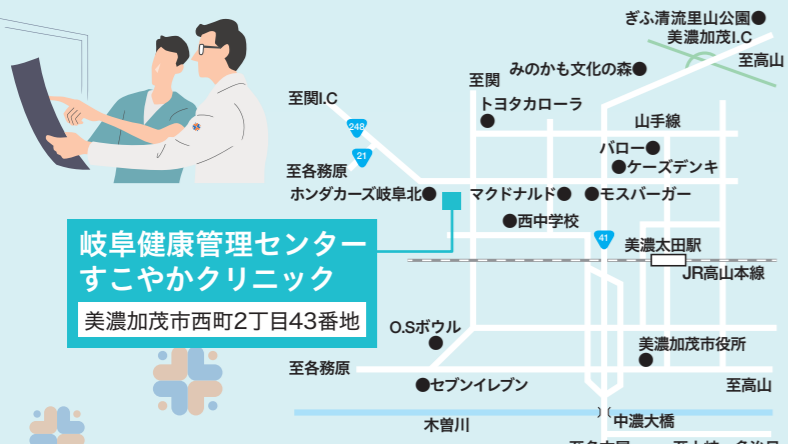 ぎふ清流里山公園
美濃加茂I.C
至高山
みのかも文化の森
至関
至関I.C
トヨタカローラ
山手線
248
バロー
21
ケーズデンキ
至各務原
ホンダカーズ岐阜北
マクドナルド
モスバーガー
西中学校
41
岐阜健康管理センター
すこやかクリニック
美濃加茂市西町2丁目43番地
美濃太田駅
JR高山本線
O.Sボウル
美濃加茂市役所
至各務原
セブンイレブン
至高山
木曽川
中濃大橋